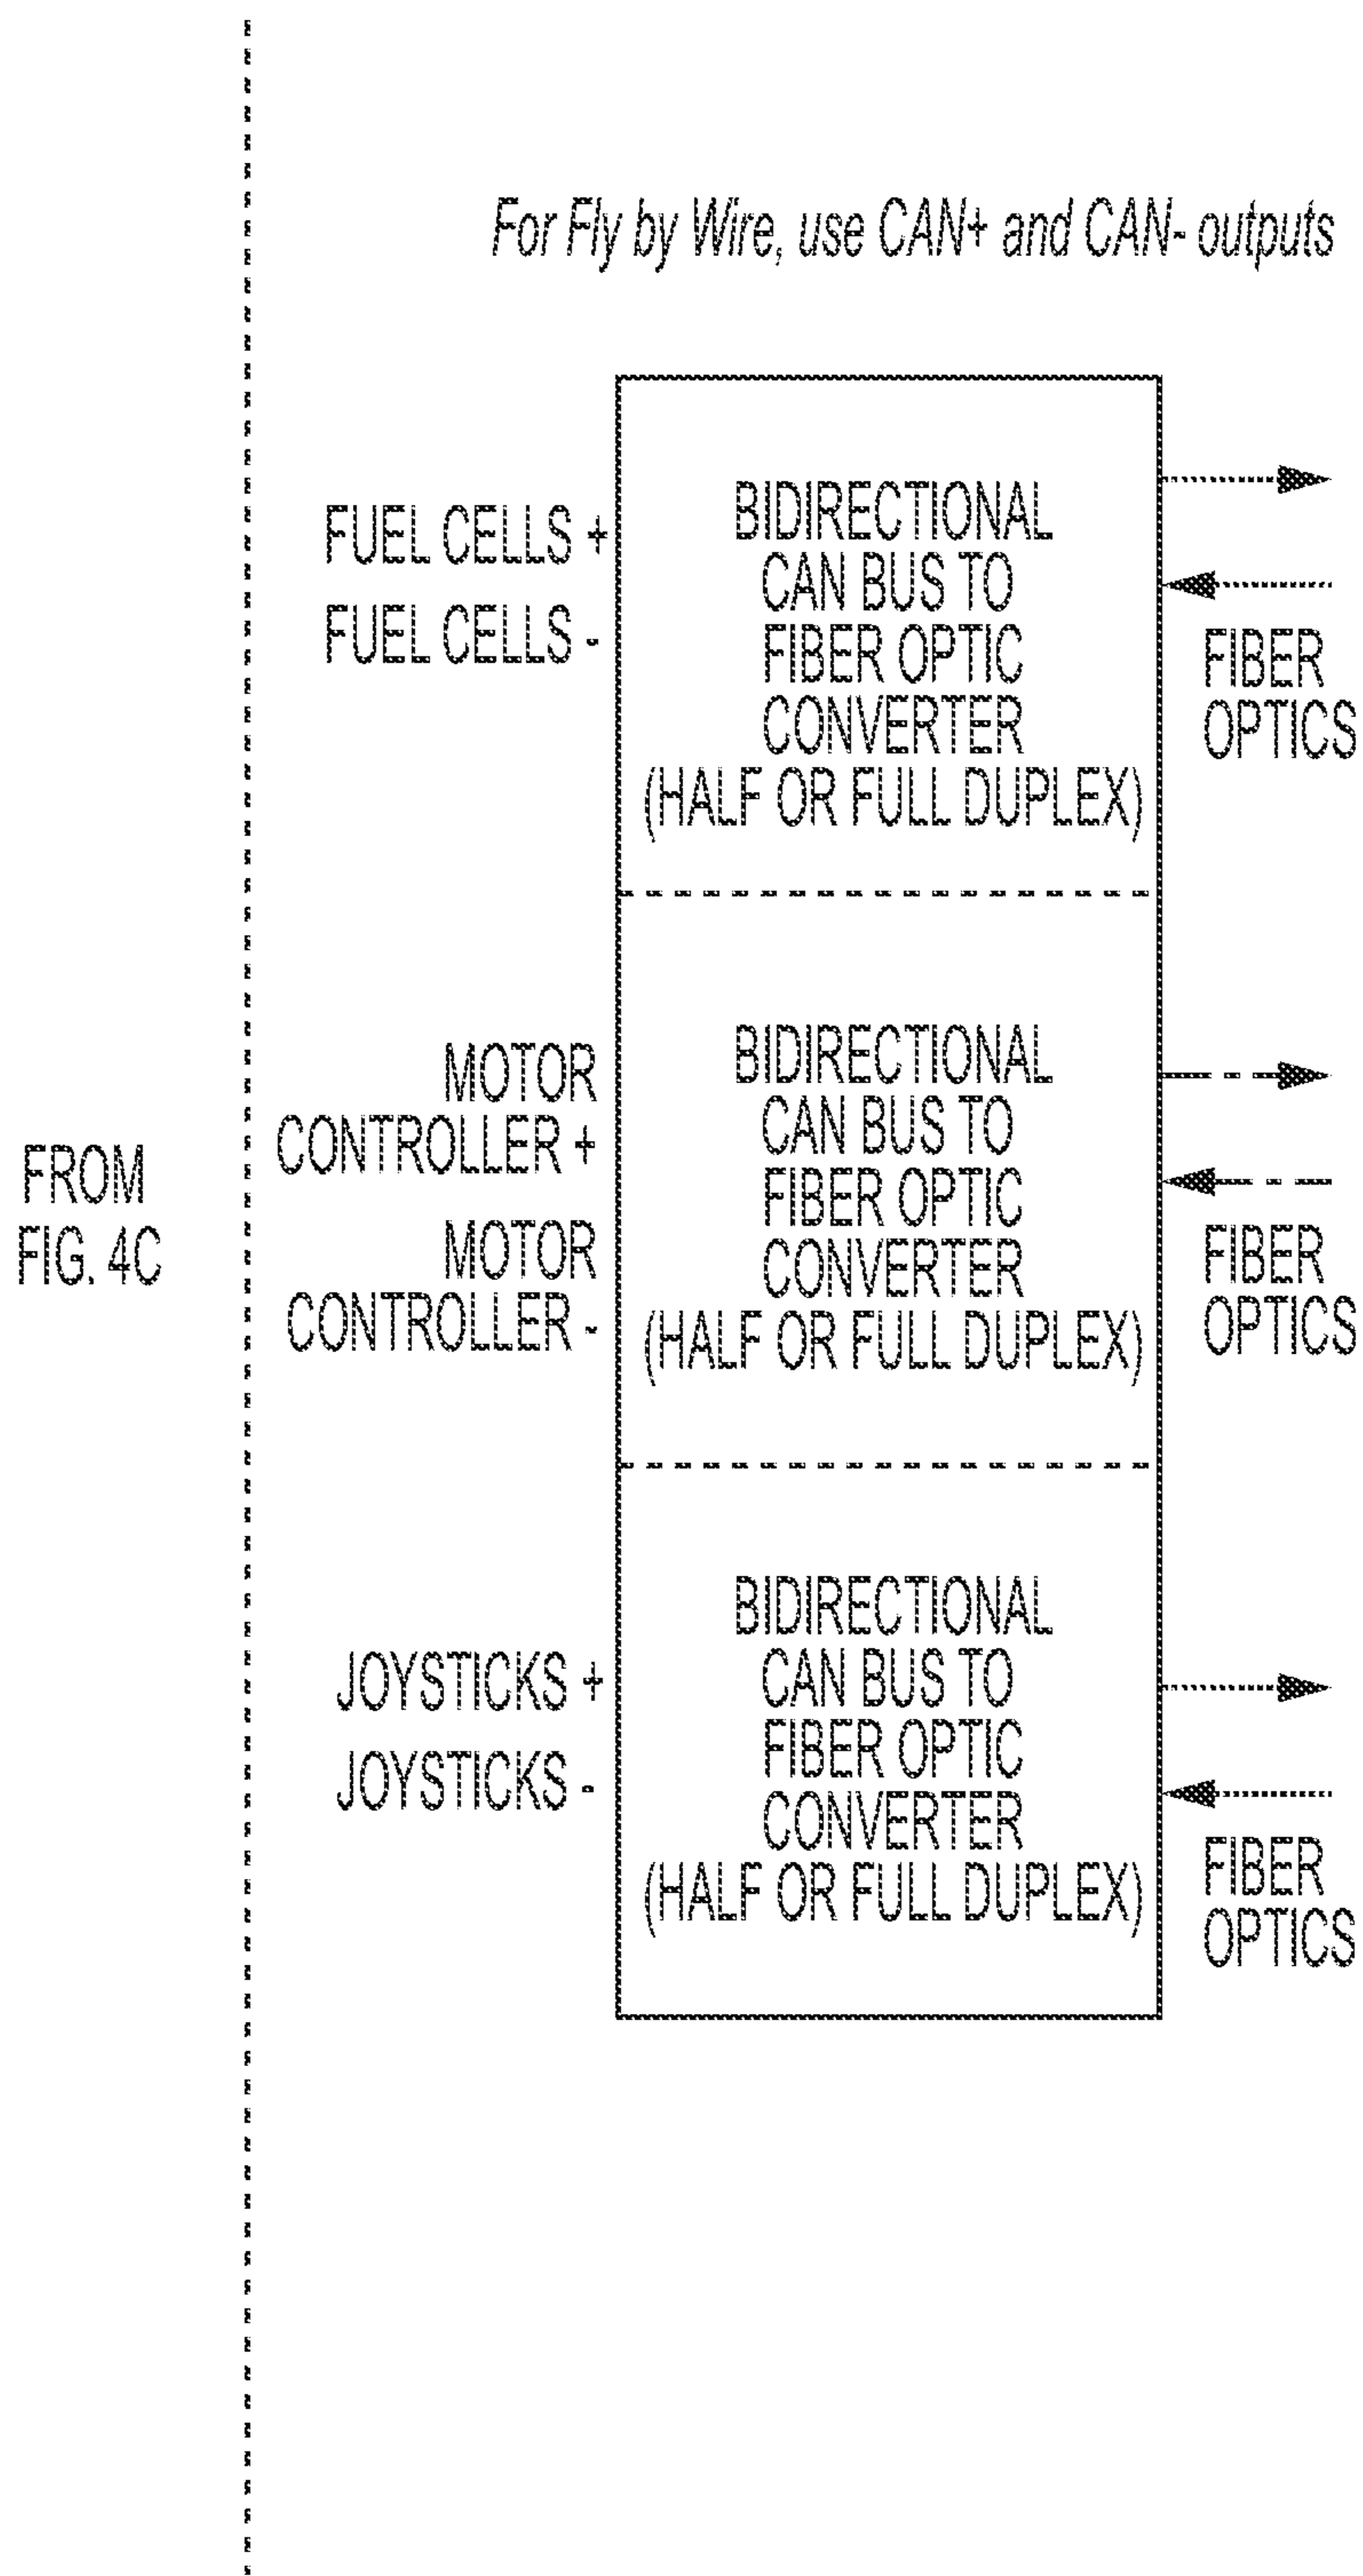 For Fly by Wire, use CAN+ and CAN- outputs
FUEL CELLS +
FUEL CELLS -
BIDIRECTIONAL
CAN BUS TO
FIBER OPTIC
CONVERTER
(HALF OR FULL DUPLEX)
FIBER
OPTICS
FROM
FIG. 4C
MOTOR
CONTROLLER +
MOTOR
CONTROLLER -
BIDIRECTIONAL
CAN BUS TO
FIBER OPTIC
CONVERTER
(HALF OR FULL DUPLEX)
FIBER
OPTICS
JOYSTICKS +
JOYSTICKS -
BIDIRECTIONAL
CAN BUS TO
FIBER OPTIC
CONVERTER
(HALF OR FULL DUPLEX)
FIBER
OPTICS